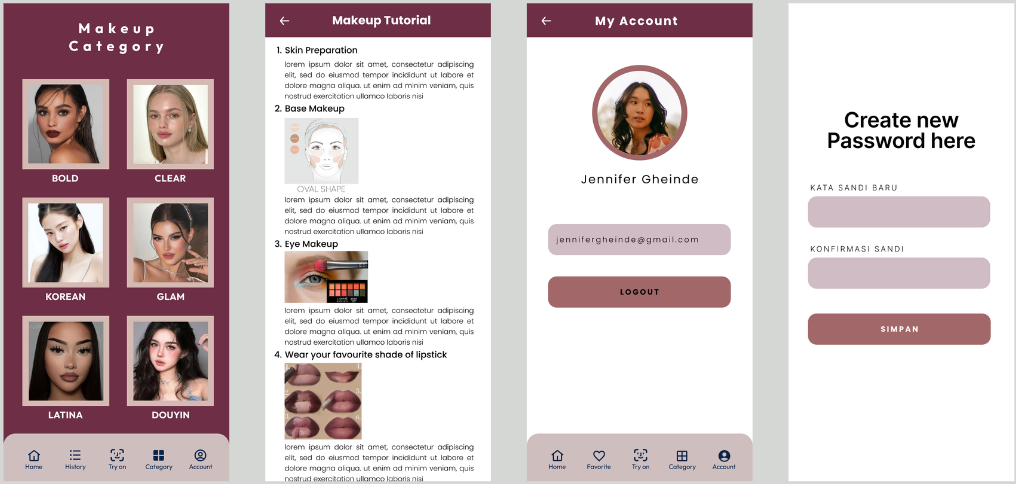 Makeup
Category
BOLD
CLEAR
KOREAN
GLAM
LATINA
DOUYIN
Home
History
Try on
Category
Account
Makeup Tutorial
1. Skin Preparation
lorem ipsum dolor sit amet, consectetur adipiscing
elit, sed do eiusmod tempor incididunt ut labore et
dolore magna aliqua. ut enim ad minim veniam, quis
nostrud exercitation ullamco laboris nisi
2. Base Makeup
OVAL SHAPE
lorem ipsum dolor sit amet, consectetur adipiscing
elit, sed do eiusmod tempor incididunt ut labore et
dolore magna aliqua. ut enim ad minim veniam, quis
nostrud exercitation ullamco laboris nisi
3. Eye Makeup
lorem ipsum dolor sit amet, consectetur adipiscing
elit, sed do eiusmod tempor incididunt ut labore et
dolore magna aliqua. ut enim ad minim veniam, quis
nostrud exercitation ullamco laboris nisi
4. Wear your favourite shade of lipstick
lorem ipsum dolor sit amet, consectetur adipiscing
elit, sed do eiusmod tempor incididunt ut labore et
dolore magna aliqua. ut enim ad minim veniam, quis
nostrud exercitation ullamco laboris nisi
My Account
Jennifer Gheinde
jennifergheinde@gmail.com
LOGOUT
Home
Favorite
Try on
Category
Account
Create new
Password here
KATA SANDI BARU
KONFIRMASI SANDI
SIMPAN